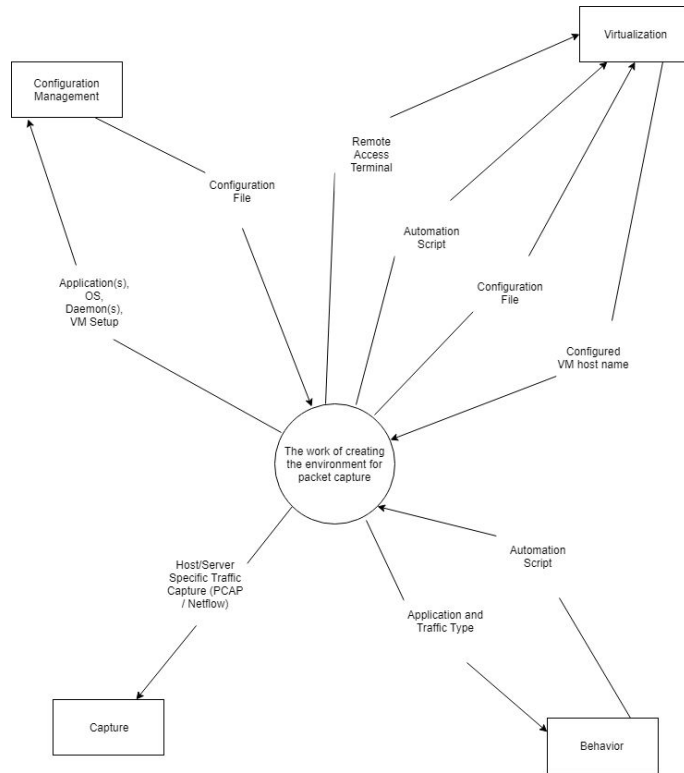 Virtualization
Configuration
Management
Remote
Access
Terminal
Configuration
File
Automation
Script
Application(s),
OS,
Daemon(s),
VM Setup
Configuration
File
Configured
VM host name
The work of creating
the environment for
packet capture
Host/Server
Specific Traffic
Capture (PCAP
/ Netflow)
Automation
Script
Application and
Traffic Type
Capture
Behavior